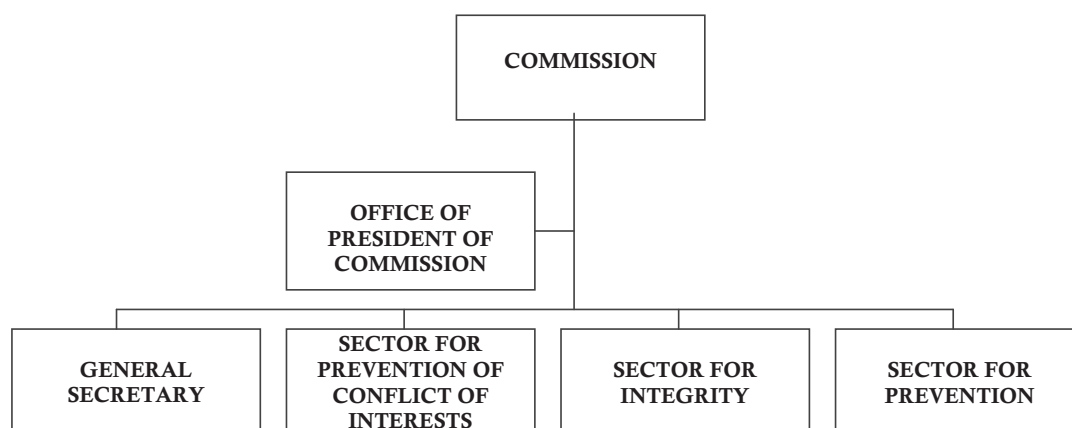 COMMISSION
OFFICE OF
PRESIDENT OF
COMMISSION
GENERAL
SECRETARY
SECTOR FOR
PREVENTION OF
CONFLICT OF
INTERESTS
SECTOR FOR
INTEGRITY
SECTOR FOR
PREVENTION